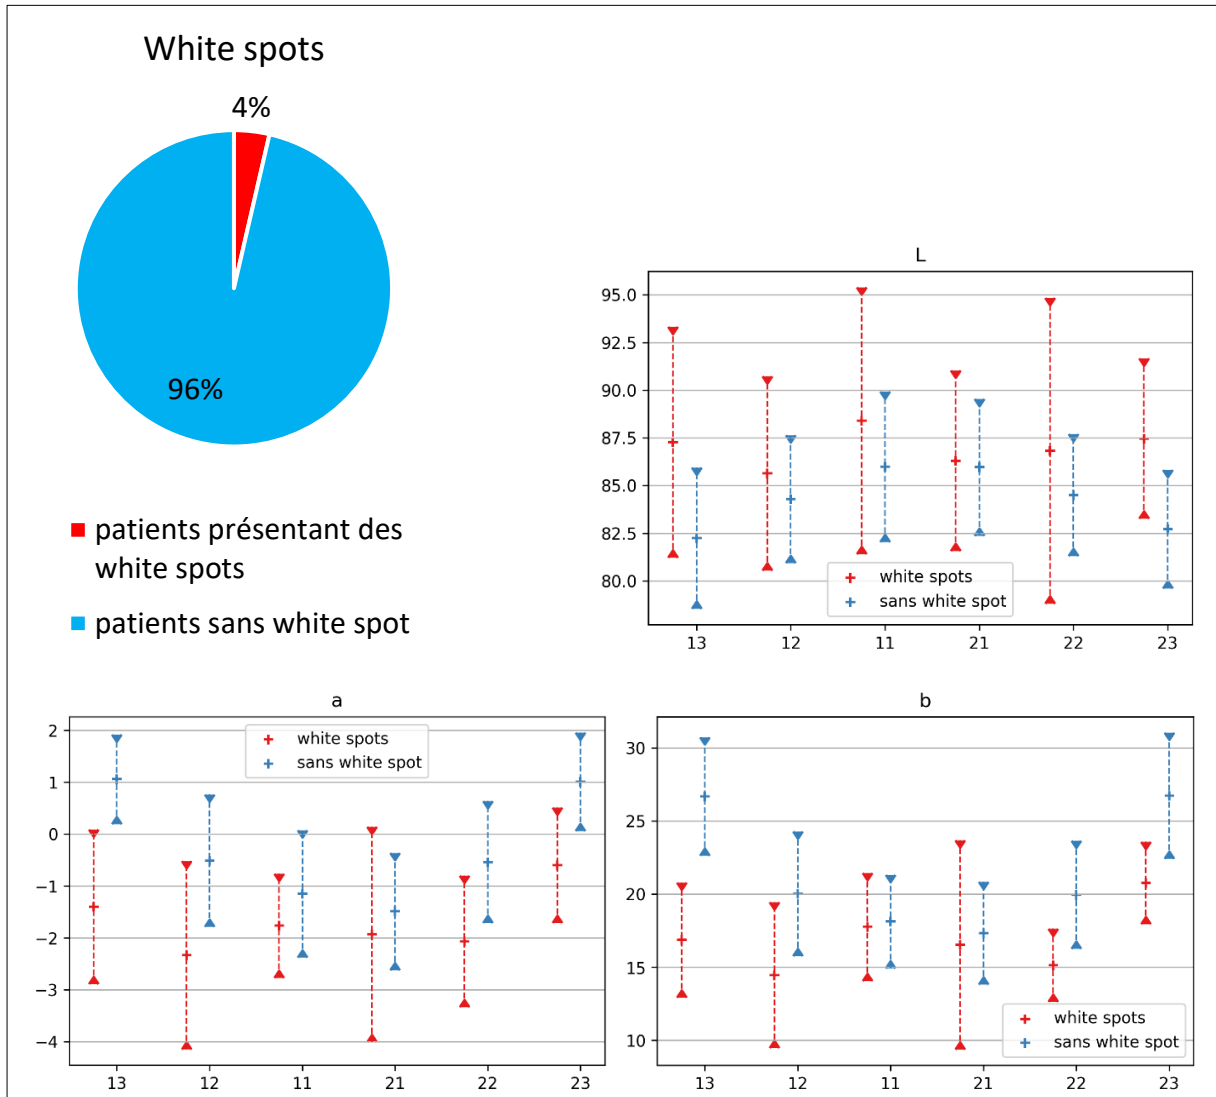 White spots
4%
96%
patients présentant des
white spots
patients sans white spot
L
95.0
92.5
90.0
87.5
85.0
82.5
80.0
white spots
sans white spot
13 12 11 21 22 23
a
2
1
0
−1
−2
−3
−4
white spots
sans white spot
13 12 11 21 22 23
b
30
25
20
15
10
white spots
sans white spot
13 12 11 21 22 23